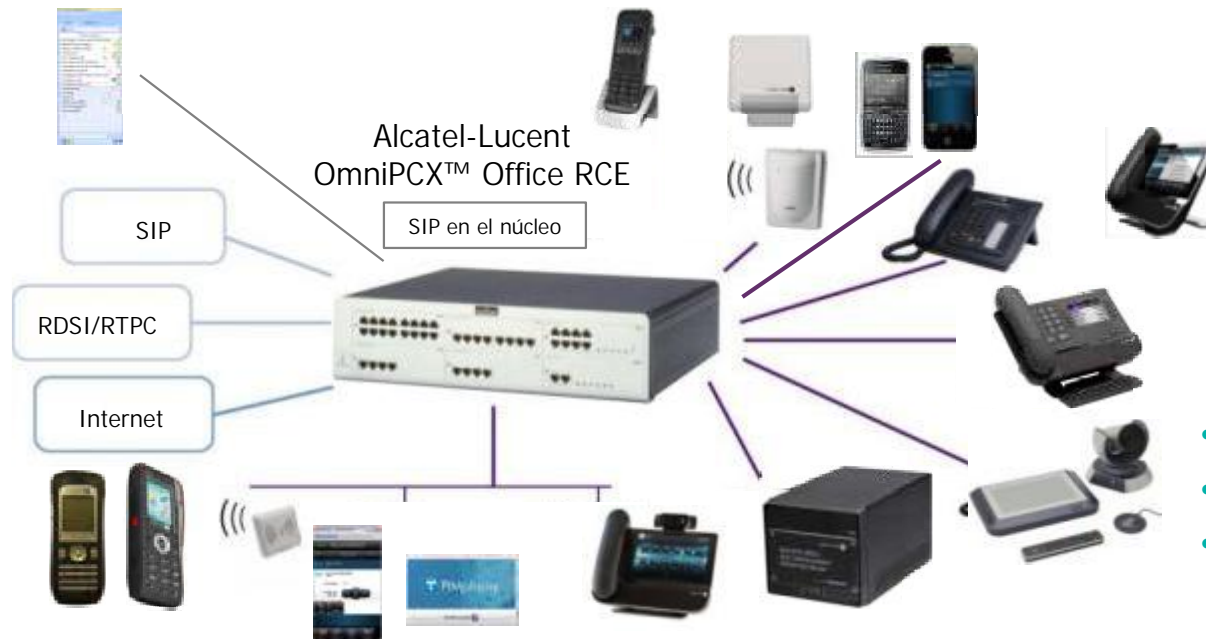 Alcatel-Lucent
OmniPCX™ Office RCE
SIP en el núcleo
SIP
RDSI/RTPC
Internet